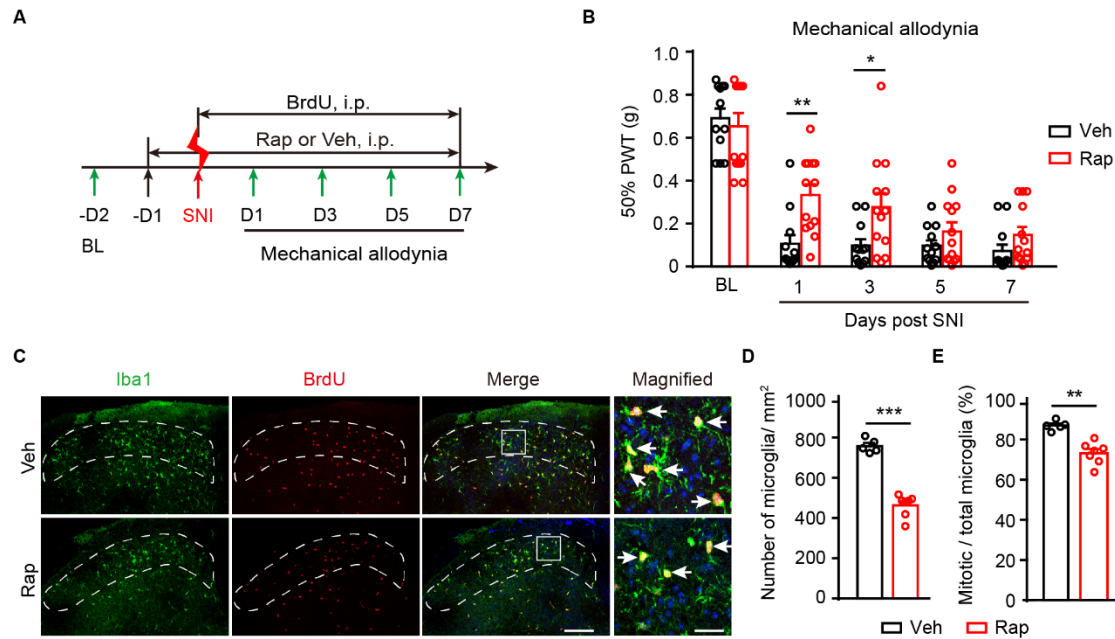 A
BrdU, i.p.
Rap or Veh, i.p.
-D2 -D1 SNI D1 D3 D5 D7
BL
Mechanical allodynia
B
Mechanical allodynia
**
*
50% PWT (g)
1.0
0.8
0.6
0.4
0.2
0
BL 1 3 5 7
Days post SNI
Veh
Rap
C
Iba1 BrdU Merge Magnified
Veh
Rap
D
Number of microglia/ mm²
1000
800
600
400
200
0
***
E
Mitotic / total microglia (%)
100
80
60
40
20
0
**
Veh Rap